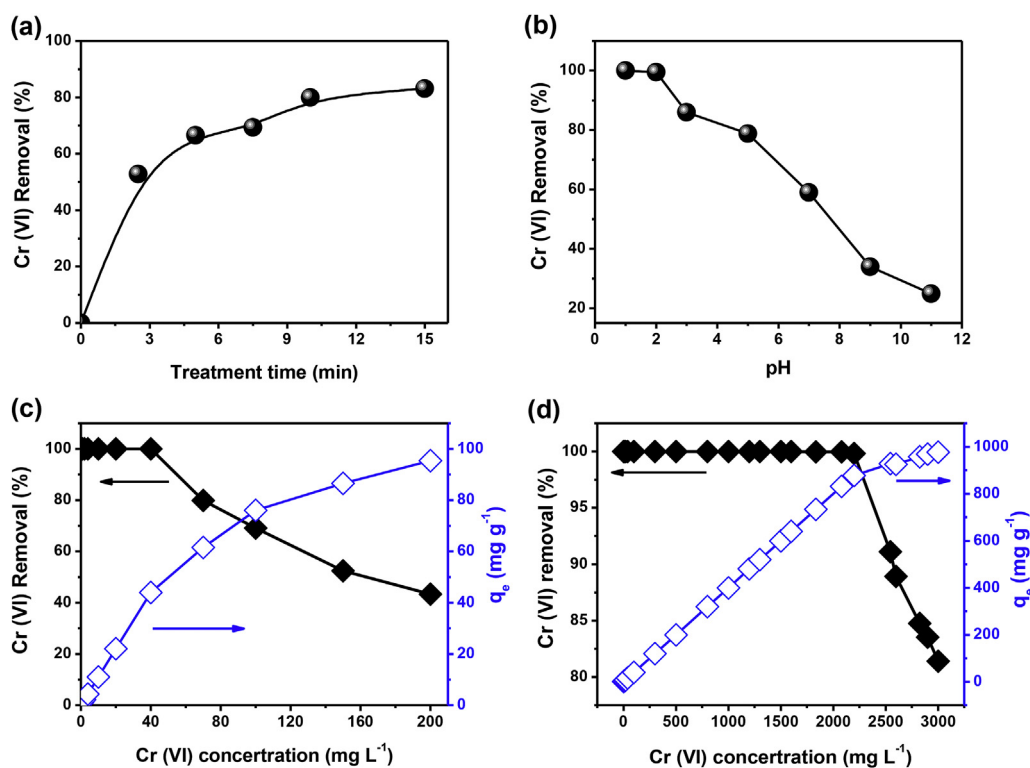 (a)
100
80
60
40
20
0
Cr (VI) Removal (%)
0 3 6 9 12 15
Treatment time (min)
(b)
100
80
60
40
20
Cr (VI) Removal (%)
0 2 4 6 8 10 12
pH
(c)
100
80
60
40
20
0
Cr (VI) Removal (%)
100
80
60
40
20
0
qe (mg g-1)
0 40 80 120 160 200
Cr (VI) concertration (mg L-1)
(d)
100
95
90
85
80
Cr (VI) removal (%)
1000
800
600
400
200
0
qe (mg g-1)
0 500 1000 1500 2000 2500 3000
Cr (VI) concertration (mg L-1)